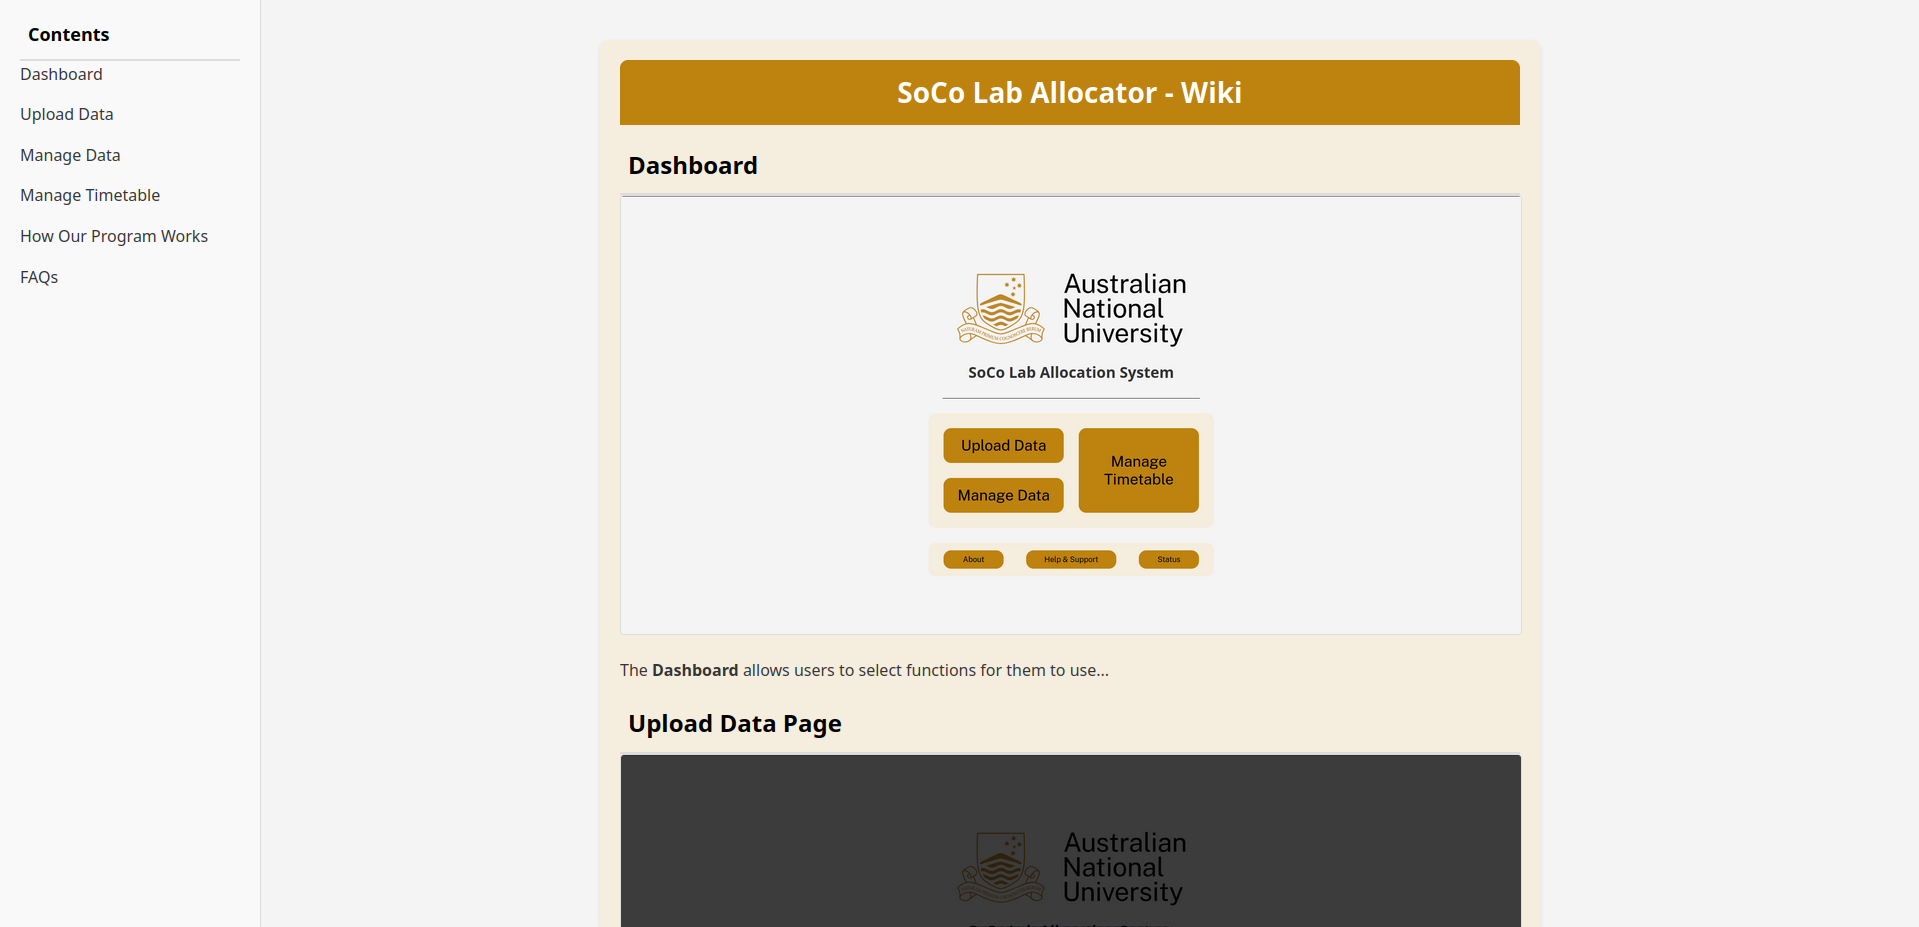 Contents
Dashboard
Upload Data
Manage Data
Manage Timetable
How Our Program Works
FAQs
SoCo Lab Allocator - Wiki
Dashboard
Australian
National
University
SoCo Lab Allocation System
Upload Data
Manage Data
Manage
Timetable
About
Help & Support
Status
The Dashboard allows users to select functions for them to use...
Upload Data Page
Australian
National
University